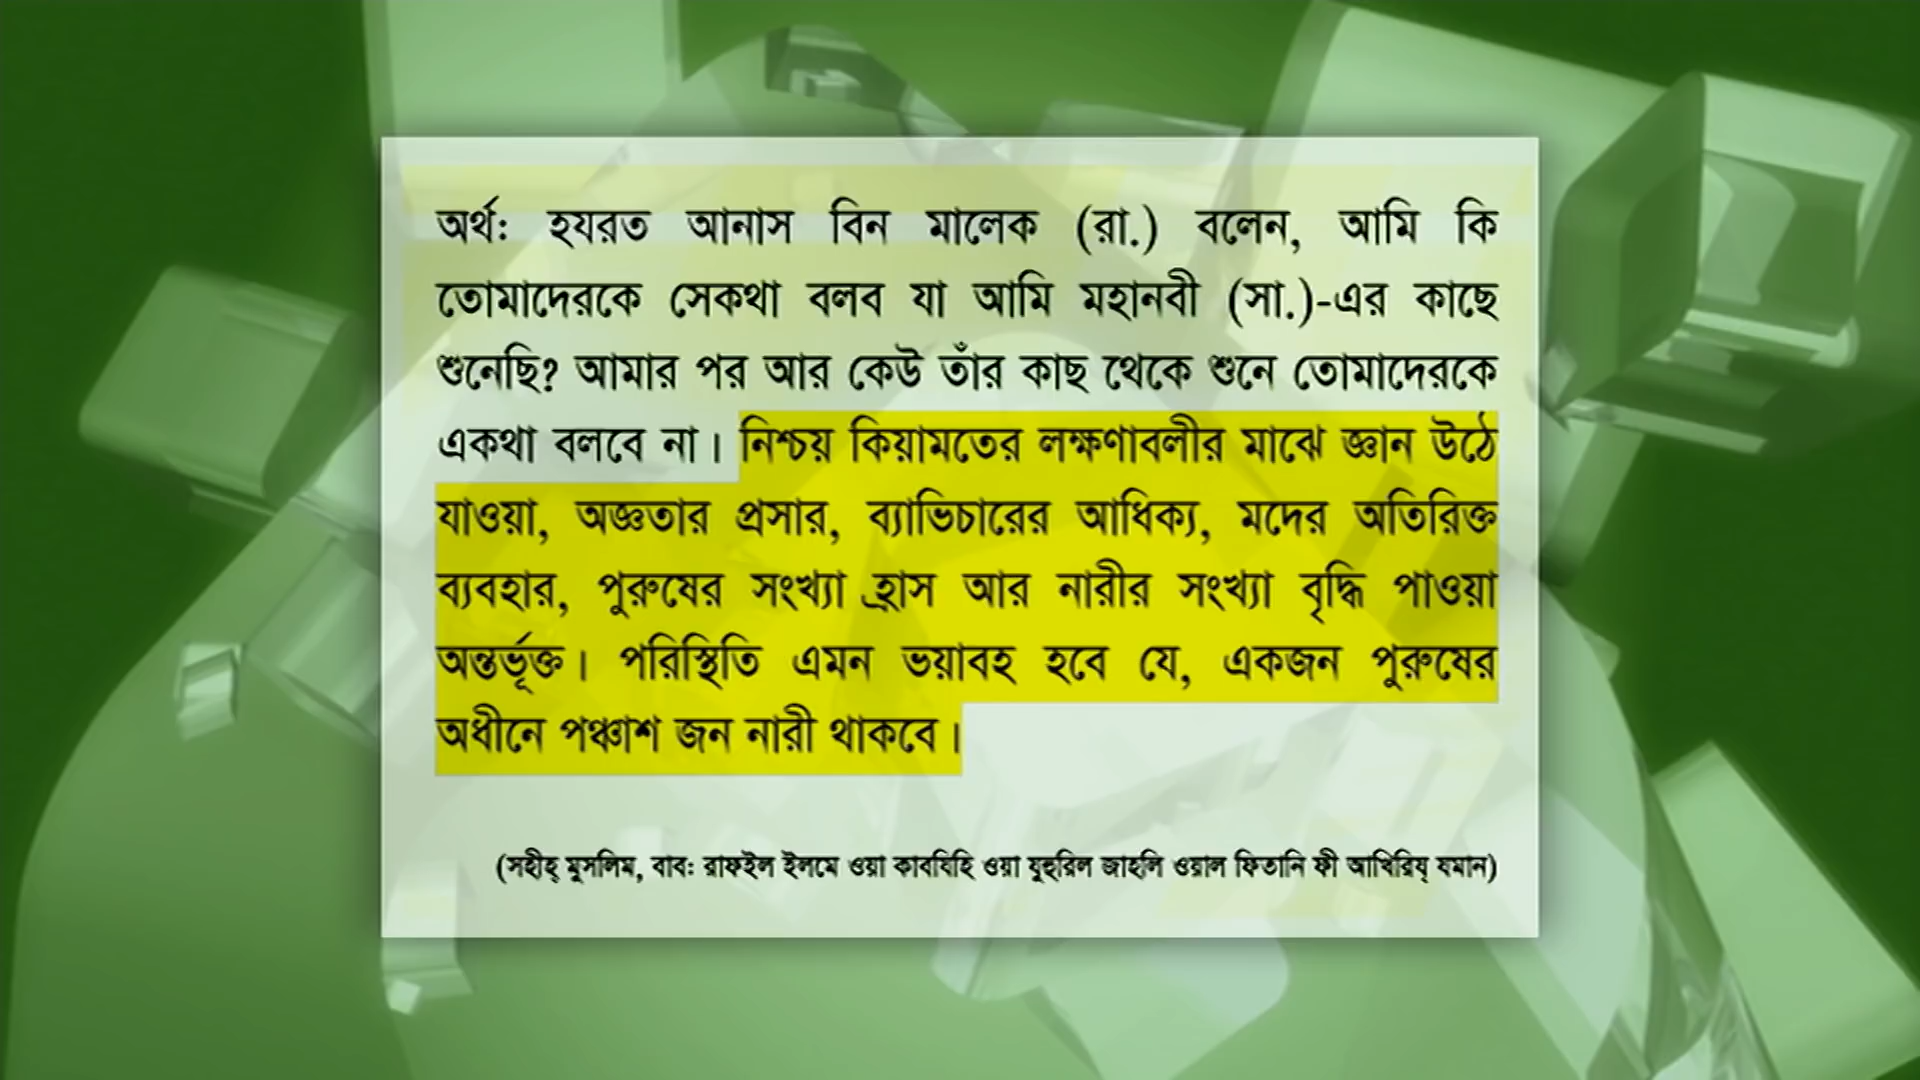 অর্থ: হযরত আনাস বিন মালেক (রা.) বলেন, আমি কি
তোমাদেরকে সেকথা বলব যা আমি মহানবী (সা.)-এর কাছে
শুনেছি? আমার পর আর কেউ তাঁর কাছ থেকে শুনে তোমাদেরকে
একথা বলবে না। নিশ্চয় কিয়ামতের লক্ষণাবলীর মাঝে জ্ঞান উঠে
যাওয়া, অজ্ঞতার প্রসার, ব্যাভিচারের আধিক্য, মদের অতিরিক্ত
ব্যবহার, পুরুষের সংখ্যা হ্রাস আর নারীর সংখ্যা বৃদ্ধি পাওয়া
অন্তর্ভূক্ত। পরিস্থিতি এমন ভয়াবহ হবে যে, একজন পুরুষের
অধীনে পঞ্চাশ জন নারী থাকবে।
(সহীহ্ মুসলিম, বাব: রাফইল ইলমে ওয়া কাবযিহি ওয়া যুহুরিল জাহলি ওয়াল ফিতানি ফী আখিরিয্ যমান)